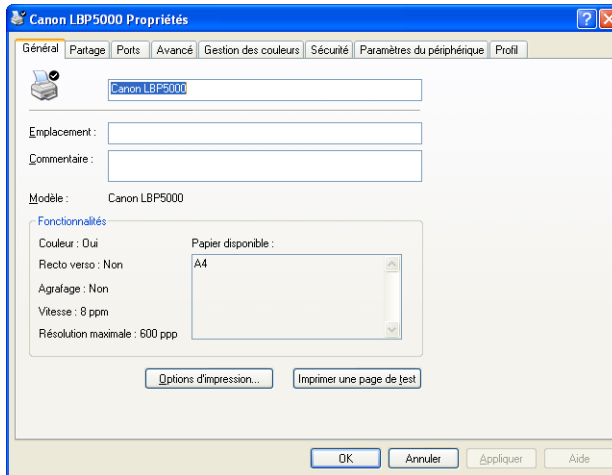 Canon LBP5000 Propriétés
Général Partage Ports Avancé Gestion des couleurs Sécurité Paramètres du périphérique Profil
Canon LBP5000
Emplacement :
Commentaire :
Modèle : Canon LBP5000
Fonctionnalités
Couleur : Oui Papier disponible :
Recto verso : Non A4
Agrafage : Non
Vitesse : 8 ppm
Résolution maximale : 600 ppp
Options d'impression... Imprimer une page de test
OK Annuler Appliquer Aide